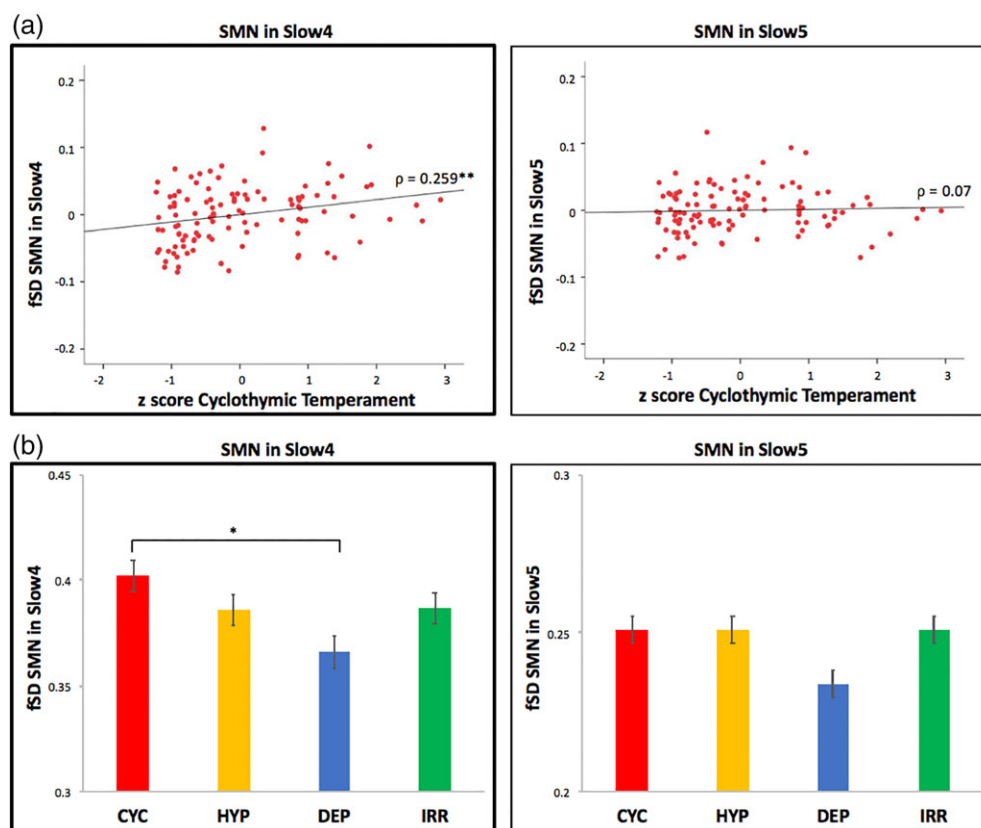 (a)
SMN in Slow4
0.2
0.1
0
-0.1
-0.2
fSD SMN in Slow4
ρ = 0.259**
-2 -1 0 1 2 3
z score Cyclothymic Temperament
SMN in Slow5
0.2
0.1
0
-0.1
-0.2
fSD SMN in Slow5
ρ = 0.07
-2 -1 0 1 2 3
z score Cyclothymic Temperament
(b)
SMN in Slow4
0.45
0.4
0.35
0.3
fSD SMN in Slow4
*
CYC HYP DEP IRR
SMN in Slow5
0.3
0.25
0.2
fSD SMN in Slow5
CYC HYP DEP IRR